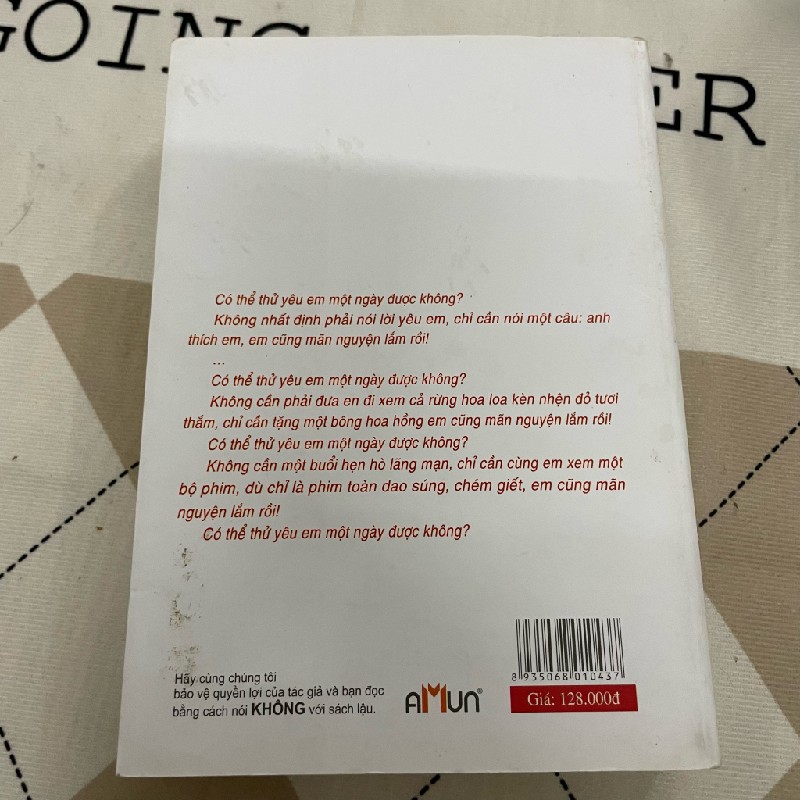 GOING
ER
Có thể thử yêu em một ngày được không?
Không nhất định phải nói lời yêu em, chỉ cần nói một câu: anh
thích em, em cũng mãn nguyện lắm rồi!
...
Có thể thử yêu em một ngày được không?
Không cần phải đưa en đi xem cả rừng hoa loa kèn nhện đỏ tươi
thắm, chỉ cần tặng một bông hoa hồng em cũng mãn nguyện lắm rồi!
Có thể thử yêu em một ngày được không?
Không cần một buổi hẹn hò lãng mạn, chỉ cần cùng em xem một
bộ phim, dù chỉ là phim toàn dao súng, chém giết, em cũng mãn
nguyện lắm rồi!
Có thể thử yêu em một ngày được không?
Hãy cùng chúng tôi
bảo vệ quyền lợi của tác giả và bạn đọc
bằng cách nói KHÔNG với sách lậu.
AMUN®
8 935068 010437
Giá: 128.000đ